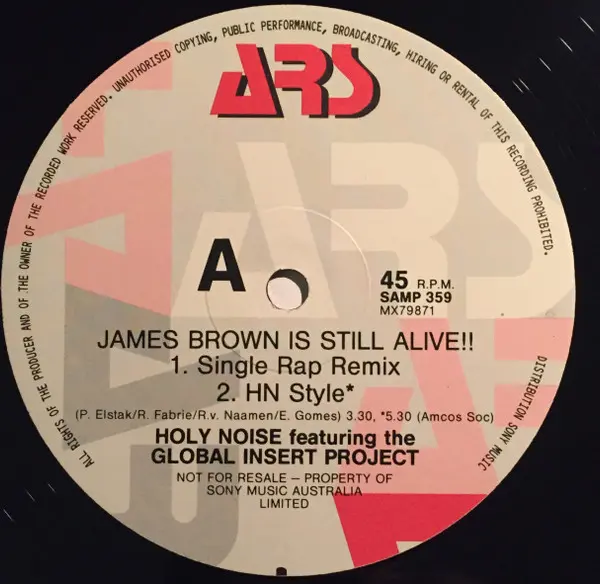 ALL RIGHTS OF THE PRODUCER AND OF THE OWNER OF THE RECORDED WORK RESERVED. UNAUTHORISED COPYING, PUBLIC PERFORMANCE, BROADCASTING, HIRING OR RENTAL OF THIS RECORDING PROHIBITED.
ARS
ARS
A
45 R.P.M.
SAMP 359
MX79871
JAMES BROWN IS STILL ALIVE!!
1. Single Rap Remix
2. HN Style*
(P. Elstak/R. Fabrie/R.v. Naamen/E. Gomes) 3.30, *5.30 (Amcos Soc)
HOLY NOISE featuring the
GLOBAL INSERT PROJECT
NOT FOR RESALE – PROPERTY OF
SONY MUSIC AUSTRALIA
LIMITED
DISTRIBUTION SONY MUSIC